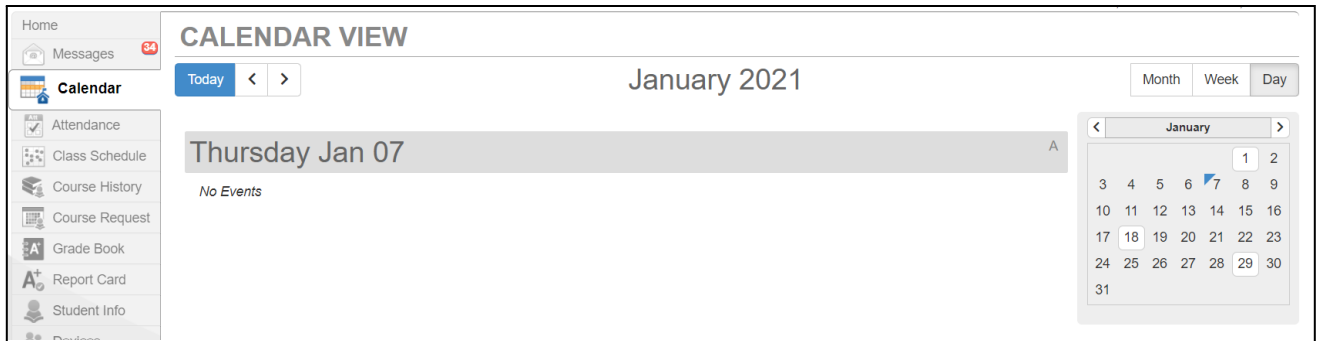 Home
Messages 34
Calendar
Attendance
Class Schedule
Course History
Course Request
Grade Book
Report Card
Student Info
Devices
CALENDAR VIEW
Today < >
January 2021
Month Week Day
Thursday Jan 07 A
No Events
< January >
1 2
3 4 5 6 7 8 9
10 11 12 13 14 15 16
17 18 19 20 21 22 23
24 25 26 27 28 29 30
31